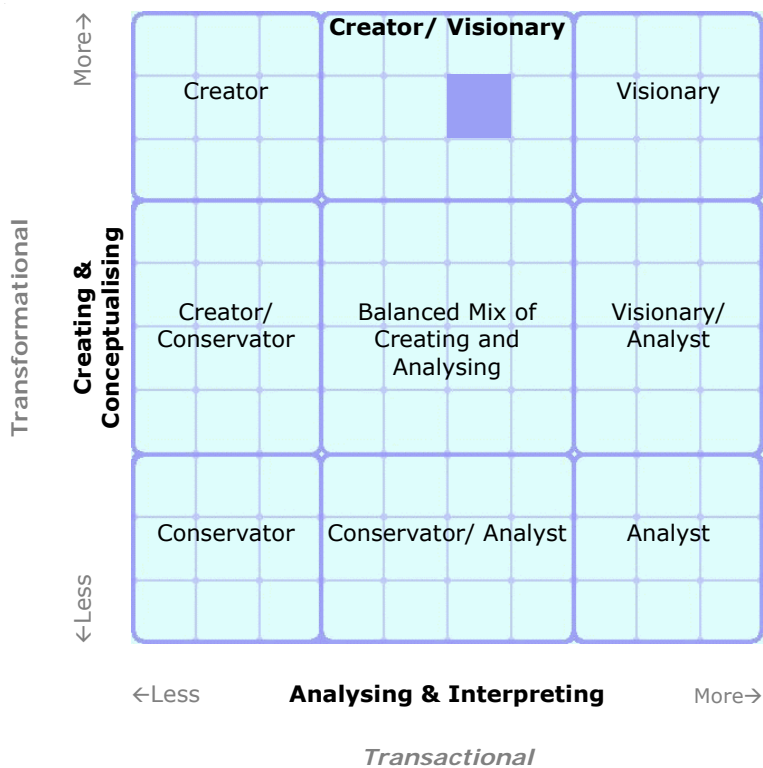 More→
Creator/ Visionary
Creator
Visionary
Transformational
Creating &
Conceptualising
Creator/
Conservator
Balanced Mix of
Creating and
Analysing
Visionary/
Analyst
Conservator
Conservator/ Analyst
Analyst
←Less
←Less
Analysing & Interpreting
More→
Transactional